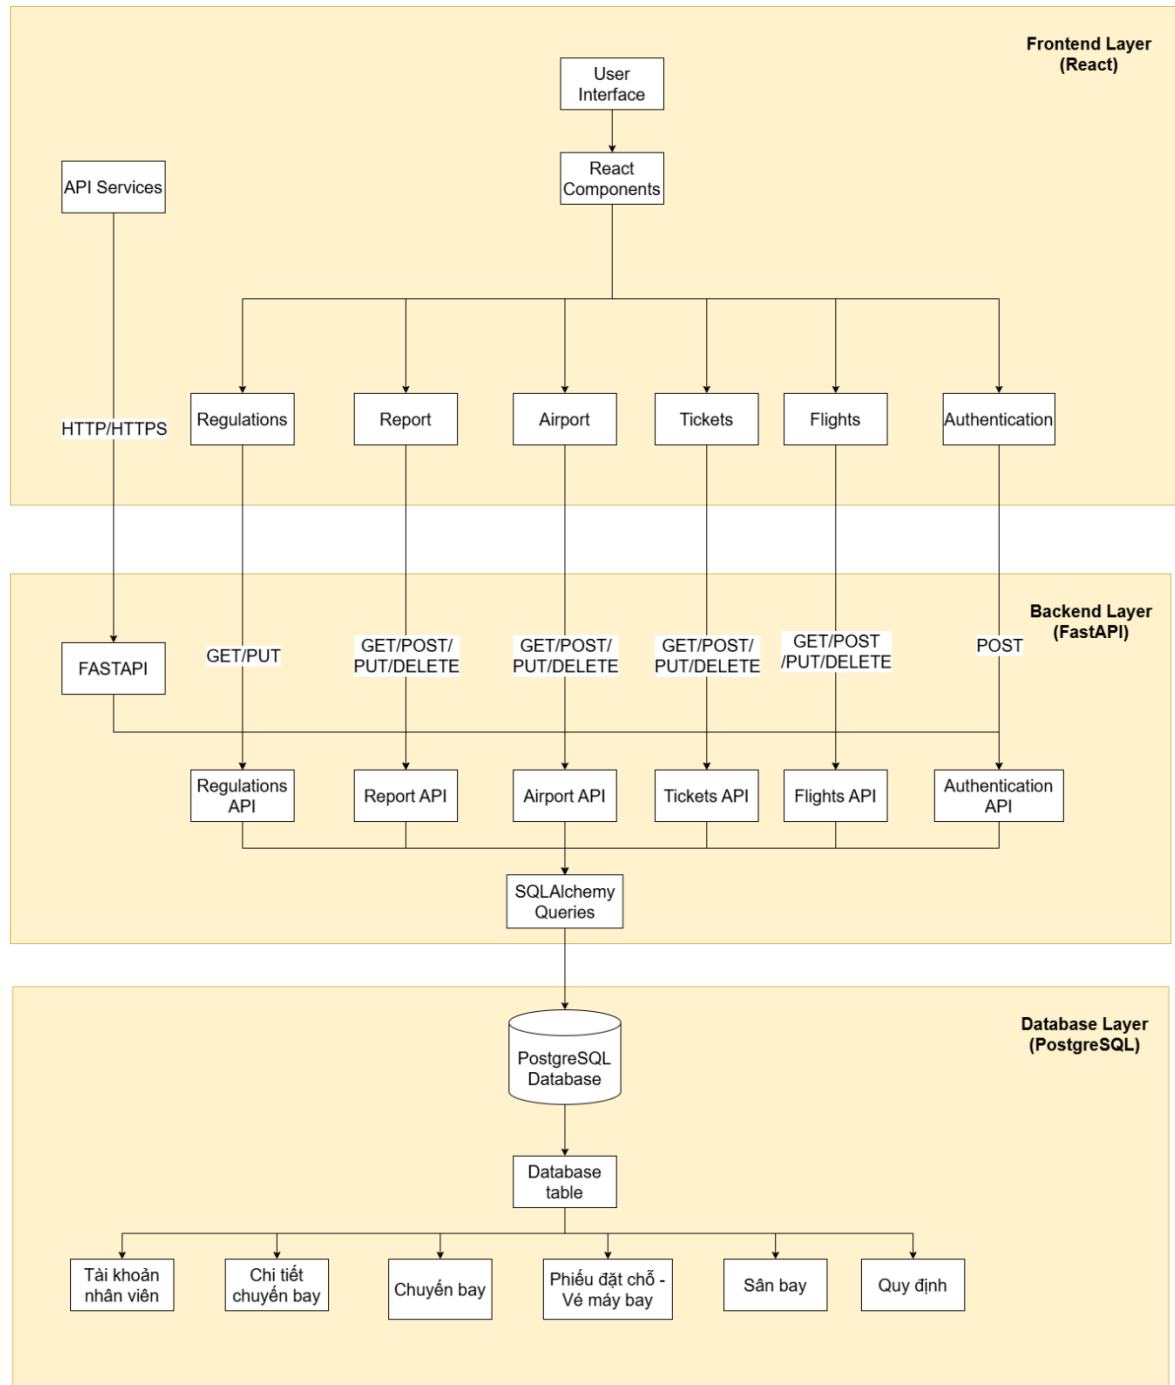 Frontend Layer
(React)
User
Interface
React
Components
API Services
HTTP/HTTPS
Regulations
Report
Airport
Tickets
Flights
Authentication
Backend Layer
(FastAPI)
FASTAPI
GET/PUT
GET/POST/
PUT/DELETE
GET/POST/
PUT/DELETE
GET/POST/
PUT/DELETE
GET/POST
/PUT/DELETE
POST
Regulations
API
Report API
Airport API
Tickets API
Flights API
Authentication
API
SQLAlchemy
Queries
Database Layer
(PostgreSQL)
PostgreSQL
Database
Database
table
Tài khoản
nhân viên
Chi tiết
chuyến bay
Chuyến bay
Phiếu đặt chỗ -
Vé máy bay
Sân bay
Quy định